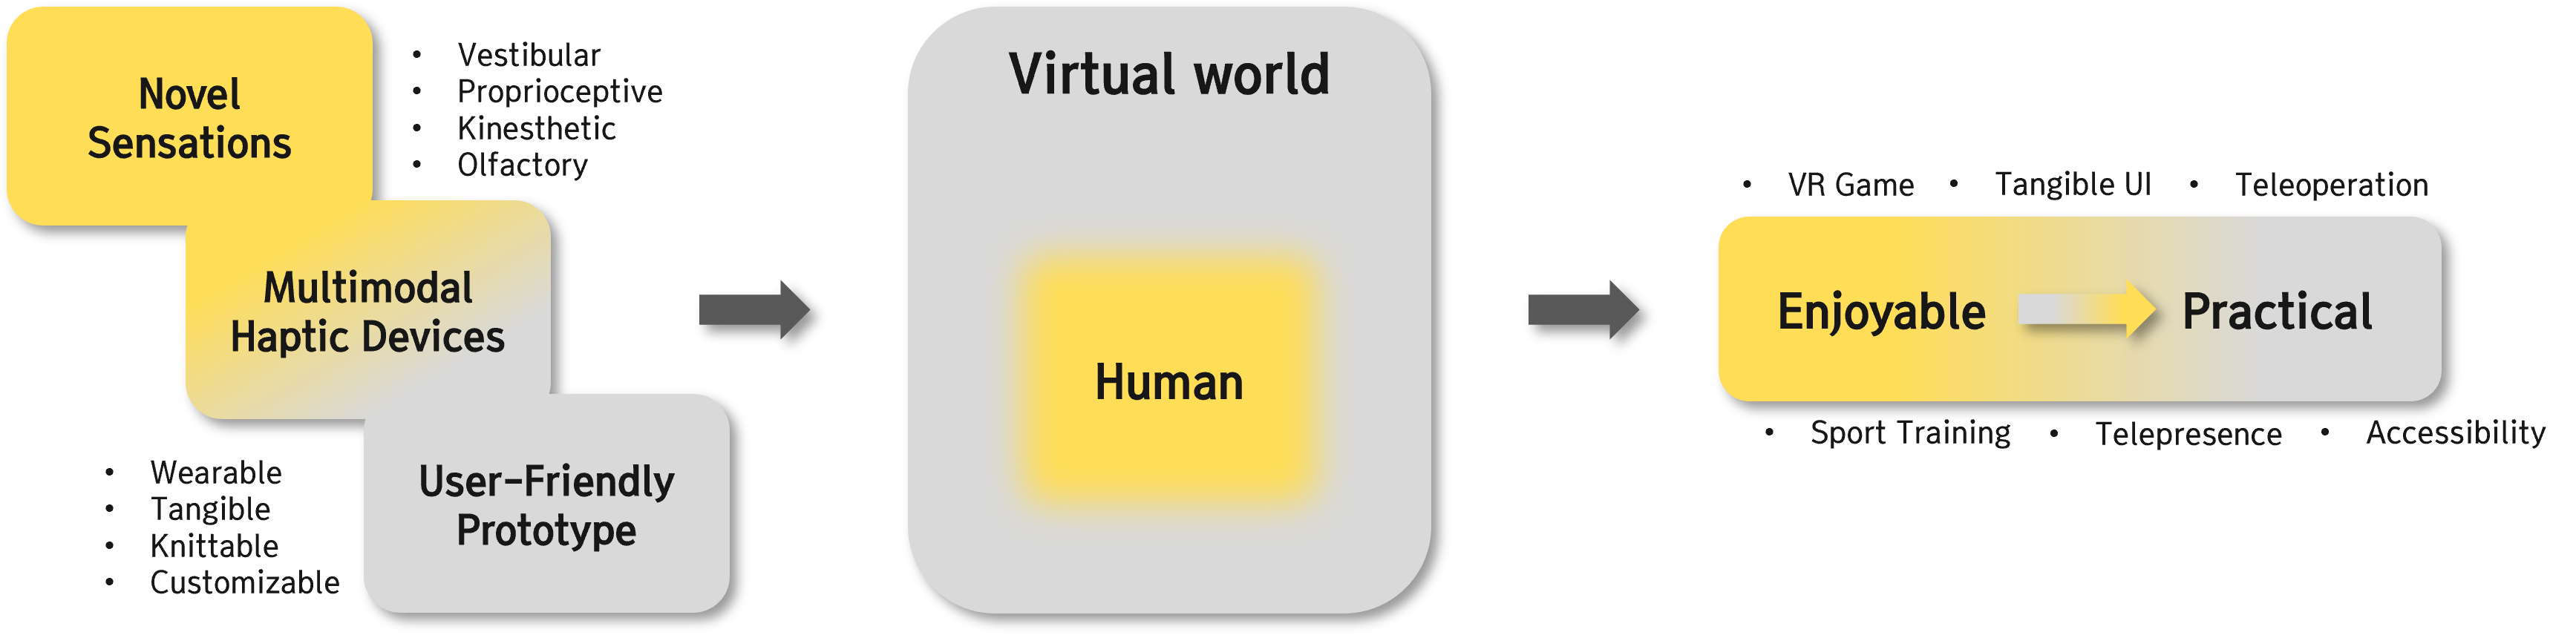 Novel
Sensations
• Vestibular
• Proprioceptive
• Kinesthetic
• Olfactory
Multimodal
Haptic Devices
User-Friendly
Prototype
• Wearable
• Tangible
• Knittable
• Customizable
Virtual world
Human
• VR Game • Tangible UI • Teleoperation
Enjoyable Practical
• Sport Training • Telepresence • Accessibility